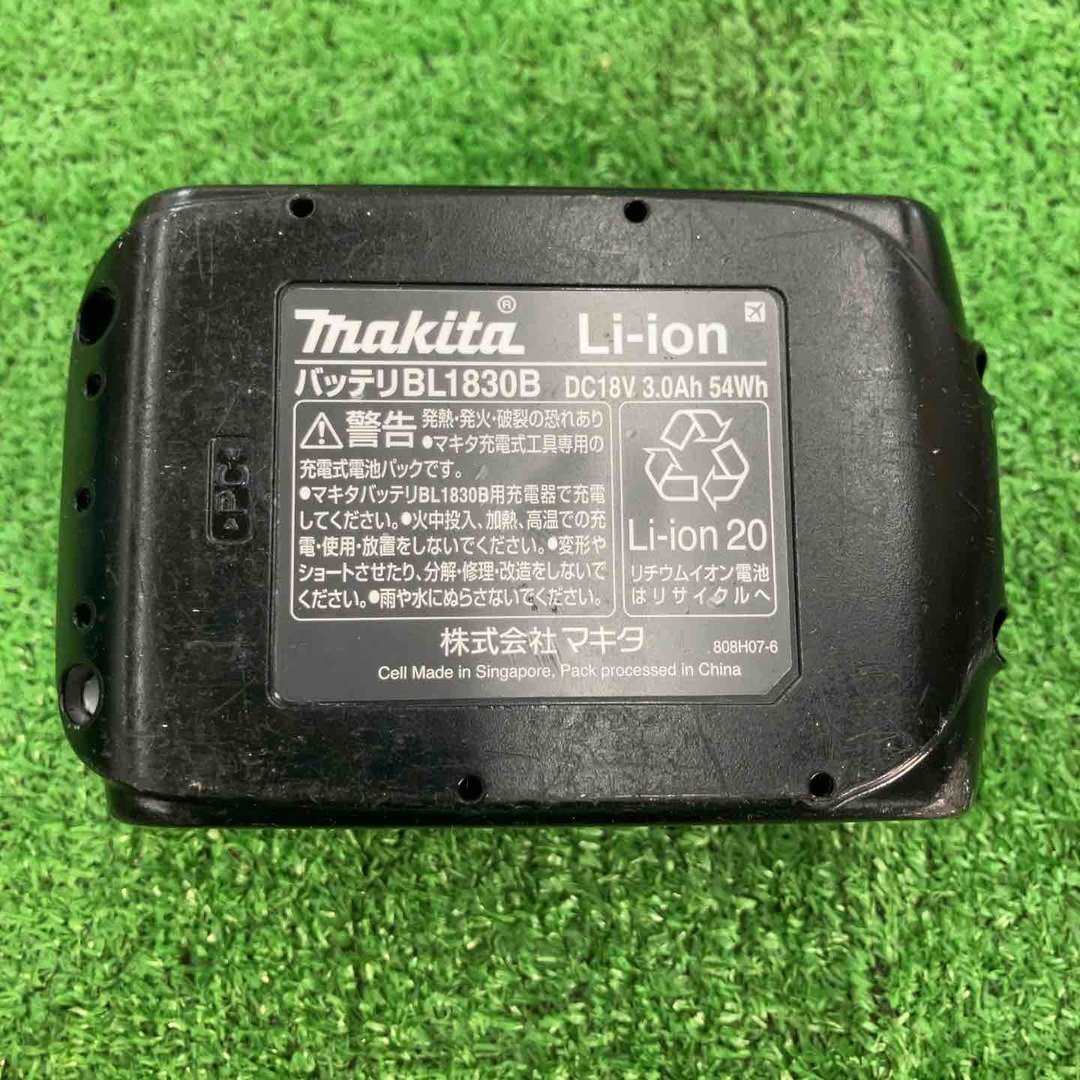 makita®
Li-ion
バッテリBL1830B DC18V 3.0Ah 54Wh
警告 発熱・発火・破裂の恐れあり
●マキタ充電式工具専用の
充電式電池パックです。
●マキタバッテリBL1830B用充電器で充電
してください。●火中投入、加熱、高温での充
電・使用・放置をしないでください。●変形や
ショートさせたり、分解・修理・改造をしないで
ください。●雨や水にぬらさないでください。
Li-ion 20
リチウムイオン電池
はリサイクルへ
株式会社マキタ
808H07-6
Cell Made in Singapore, Pack processed in China
>PC<